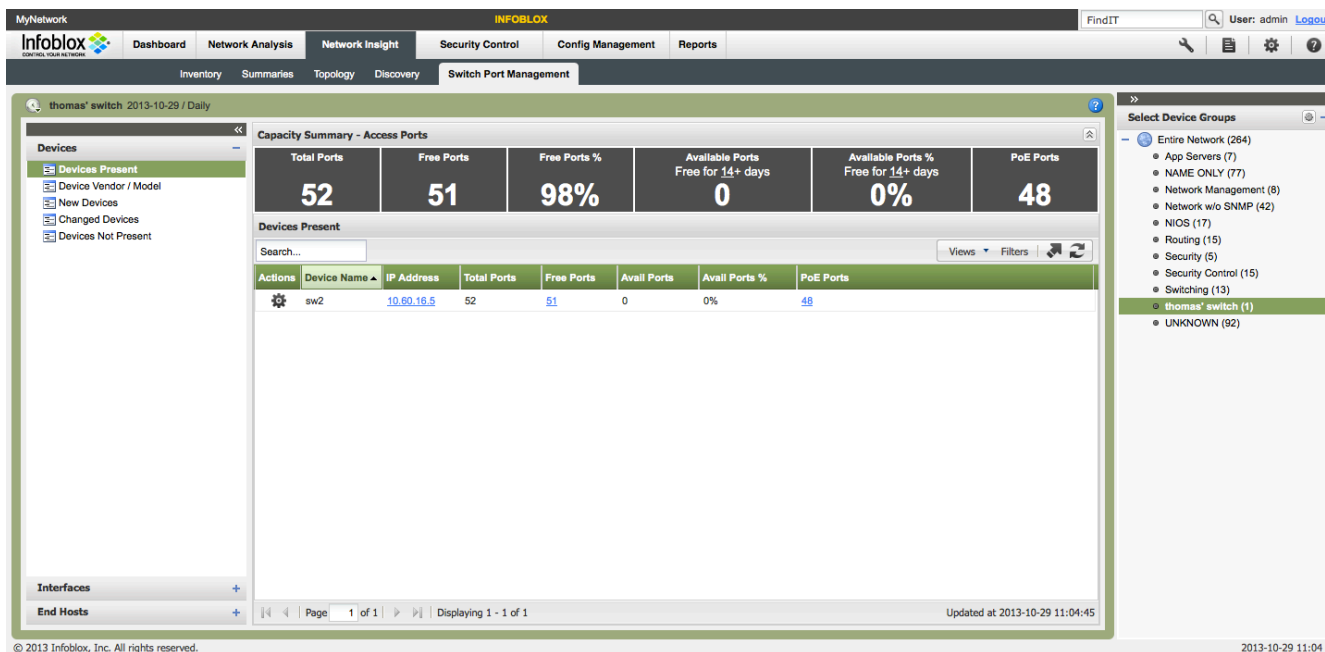 MyNetwork INFOBLOX FindIT User: admin Logou
Infoblox
CONTROL YOUR NETWORK
Dashboard Network Analysis Network Insight Security Control Config Management Reports
Inventory Summaries Topology Discovery Switch Port Management
thomas' switch 2013-10-29 / Daily
Devices
Devices Present
Device Vendor / Model
New Devices
Changed Devices
Devices Not Present
Interfaces
End Hosts
Capacity Summary - Access Ports
Total Ports Free Ports Free Ports % Available Ports Available Ports % PoE Ports
Free for 14+ days Free for 14+ days
52 51 98% 0 0% 48
Devices Present
Search... Views Filters
Actions Device Name IP Address Total Ports Free Ports Avail Ports Avail Ports % PoE Ports
sw2 10.60.16.5 52 51 0 0% 48
Page 1 of 1 Displaying 1 - 1 of 1 Updated at 2013-10-29 11:04:45
Select Device Groups
Entire Network (264)
App Servers (7)
NAME ONLY (77)
Network Management (8)
Network w/o SNMP (42)
NIOS (17)
Routing (15)
Security (5)
Security Control (15)
Switching (13)
thomas' switch (1)
UNKNOWN (92)
© 2013 Infoblox, Inc. All rights reserved. 2013-10-29 11:04